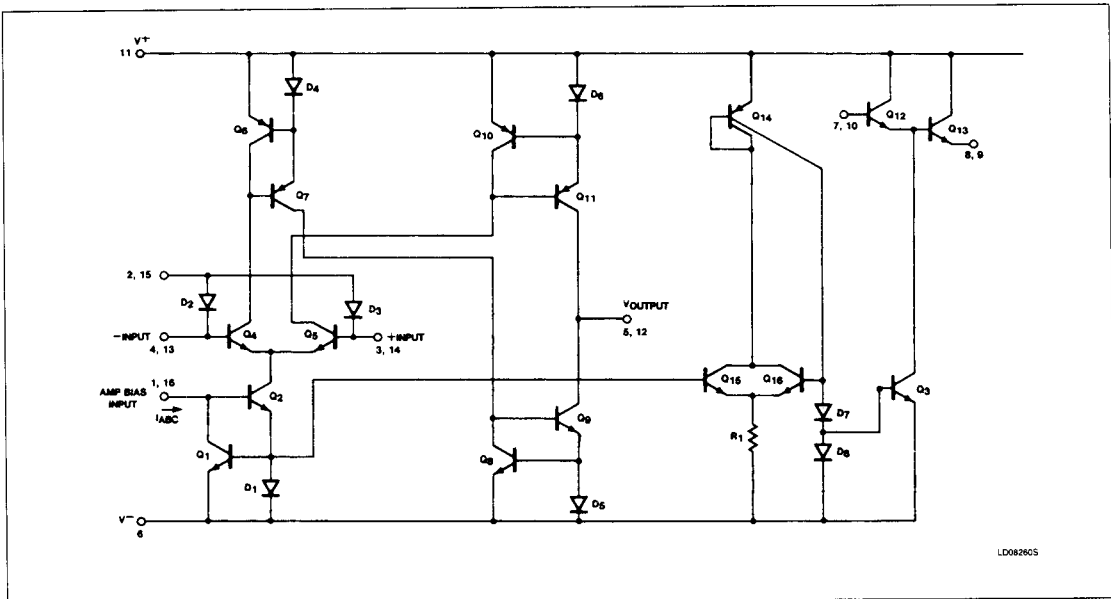 V+
11
D4
D6
Q6
Q10
Q14
Q12
7, 10
Q13
8, 9
Q7
Q11
2, 15
D2
D3
VOUTPUT
5, 12
-INPUT
4, 13
Q4
Q5
+INPUT
3, 14
AMP BIAS
INPUT
1, 16
IABC
Q2
Q15
Q16
D7
Q3
Q9
R1
D8
Q1
Q8
D1
D5
V-
6
LD08260S